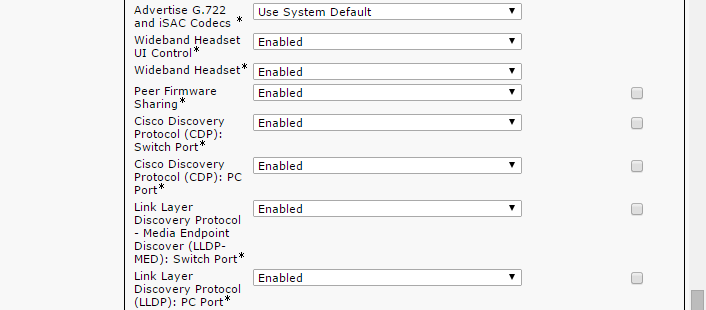 Advertise G.722
and iSAC Codecs *
Use System Default
Wideband Headset
UI Control*
Enabled
Wideband Headset*
Enabled
Peer Firmware
Sharing*
Enabled
Cisco Discovery
Protocol (CDP):
Switch Port*
Enabled
Cisco Discovery
Protocol (CDP): PC
Port*
Enabled
Link Layer
Discovery Protocol
- Media Endpoint
Discover (LLDP-
MED): Switch Port*
Enabled
Link Layer
Discovery Protocol
(LLDP): PC Port*
Enabled